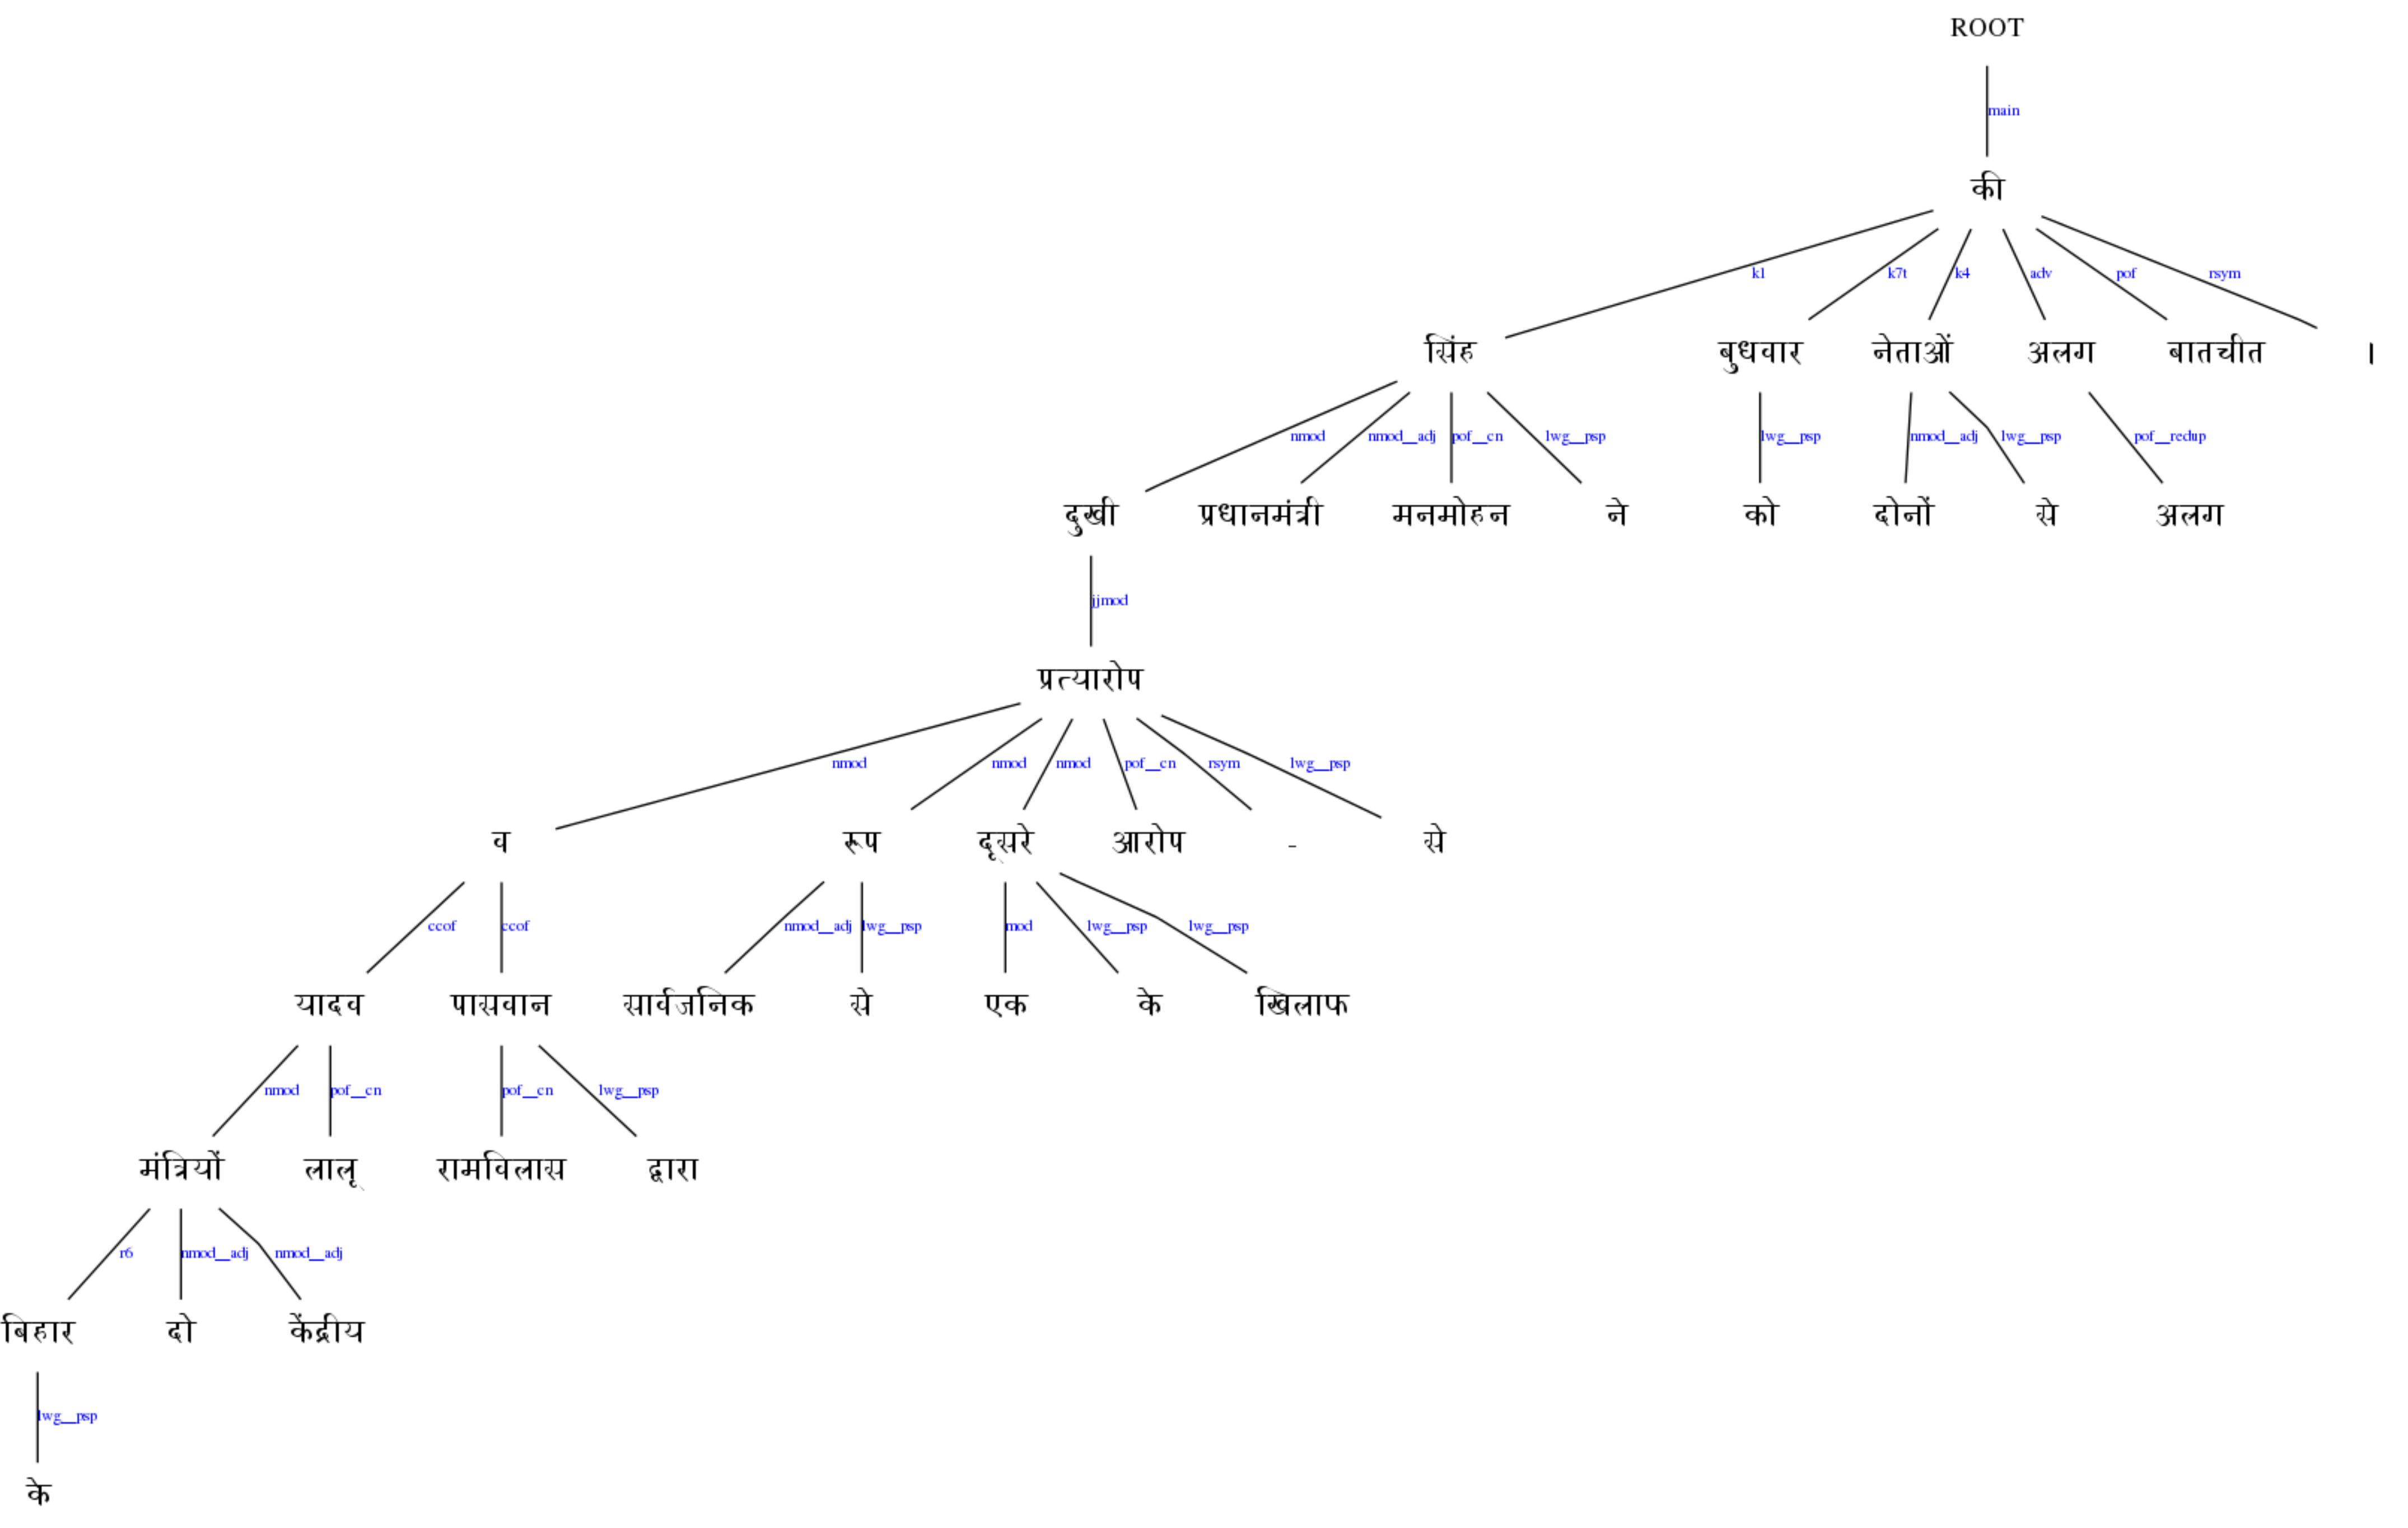 ROOT
main
की
k1 k7t k4 adv pof rsym
सिंह बुधवार नेताओं अलग बातचीत ।
nmod nmod__adj pof__cn lwg__psp lwg__psp nmod__adj lwg__psp pof__redup
दुखी प्रधानमंत्री मनमोहन ने को दोनों से अलग
jjmod
प्रत्यारोप
nmod nmod nmod pof__cn rsym lwg__psp
व रूप दूसरे आरोप - से
ccof ccof nmod__adj lwg__psp mod lwg__psp lwg__psp
यादव पासवान सार्वजनिक से एक के खिलाफ
nmod pof__cn pof__cn lwg__psp
मंत्रियों लालू रामविलास द्वारा
r6 nmod__adj nmod__adj
बिहार दो केंद्रीय
lwg__psp
के